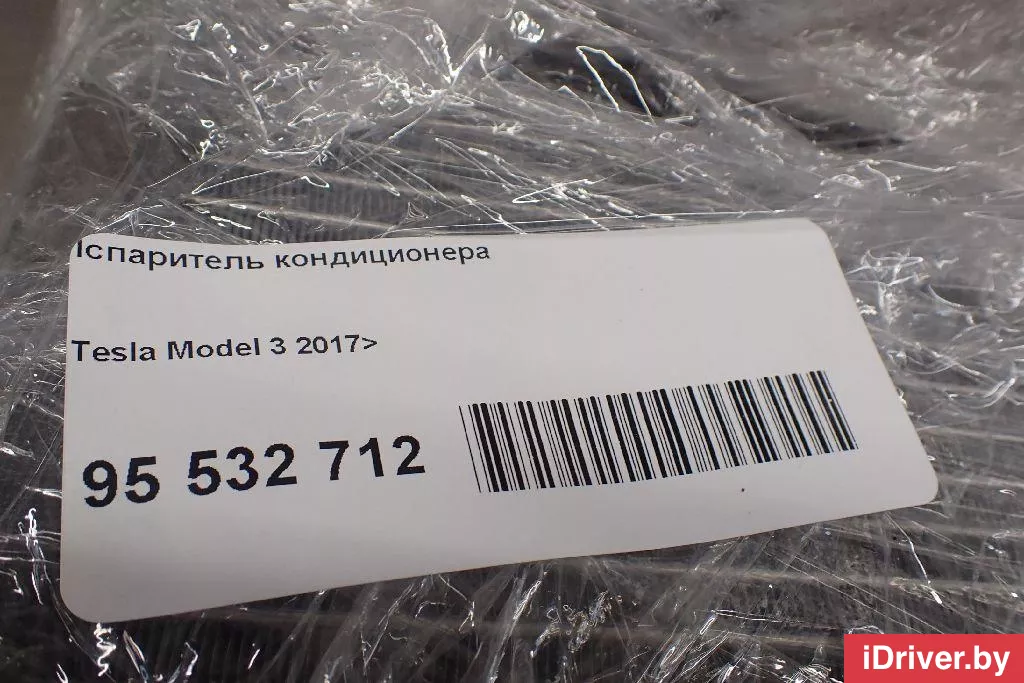 Іспаритель кондиционера
Tesla Model 3 2017>
95 532 712
iDriver.by